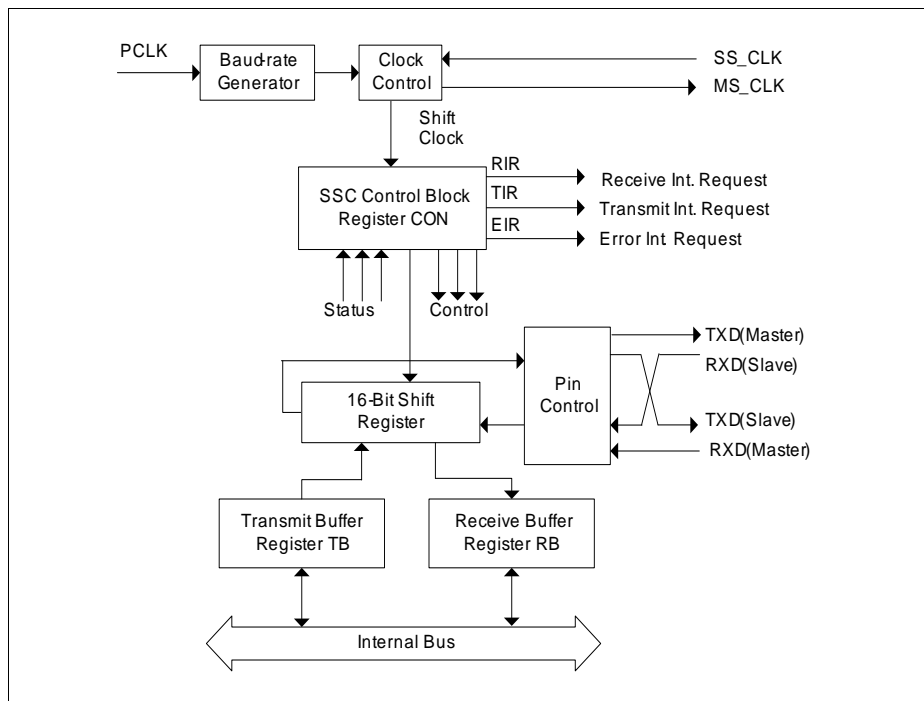 PCLK
Baud-rate
Generator
Clock
Control
SS_CLK
MS_CLK
Shift
Clock
SSC Control Block
Register CON
RIR
TIR
EIR
Receive Int. Request
Transmit Int. Request
Error Int. Request
Status
Control
16-Bit Shift
Register
Pin
Control
TXD(Master)
RXD(Slave)
TXD(Slave)
RXD(Master)
Transmit Buffer
Register TB
Receive Buffer
Register RB
Internal Bus